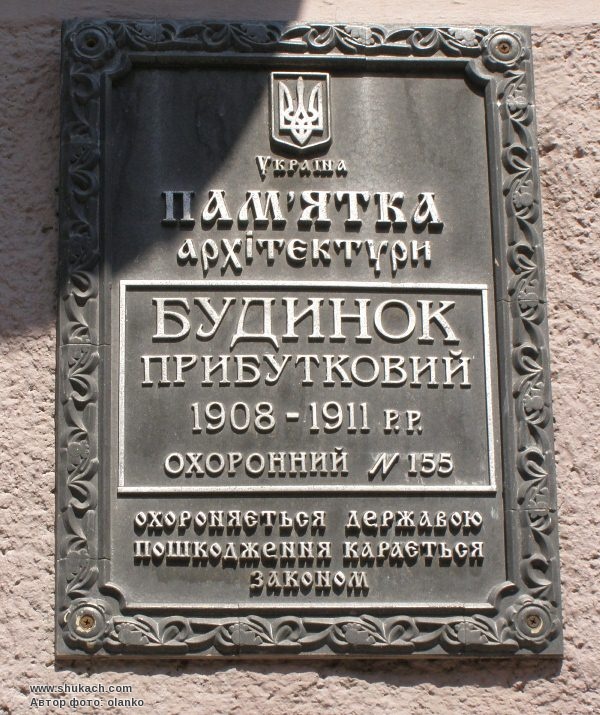 Україна
ПАМ'ЯТКА
архітектури
БУДИНОК
ПРИБУТКОВИЙ
1908 - 1911 Р.Р.
ОХОРОННИЙ N 155
ОХОРОНЯЄТЬСЯ ДЕРЖАВОЮ
ПОШКОДЖЕННЯ КАРАЄТЬСЯ
ЗАКОНОМ
www.shukach.com
Автор фото: olanko